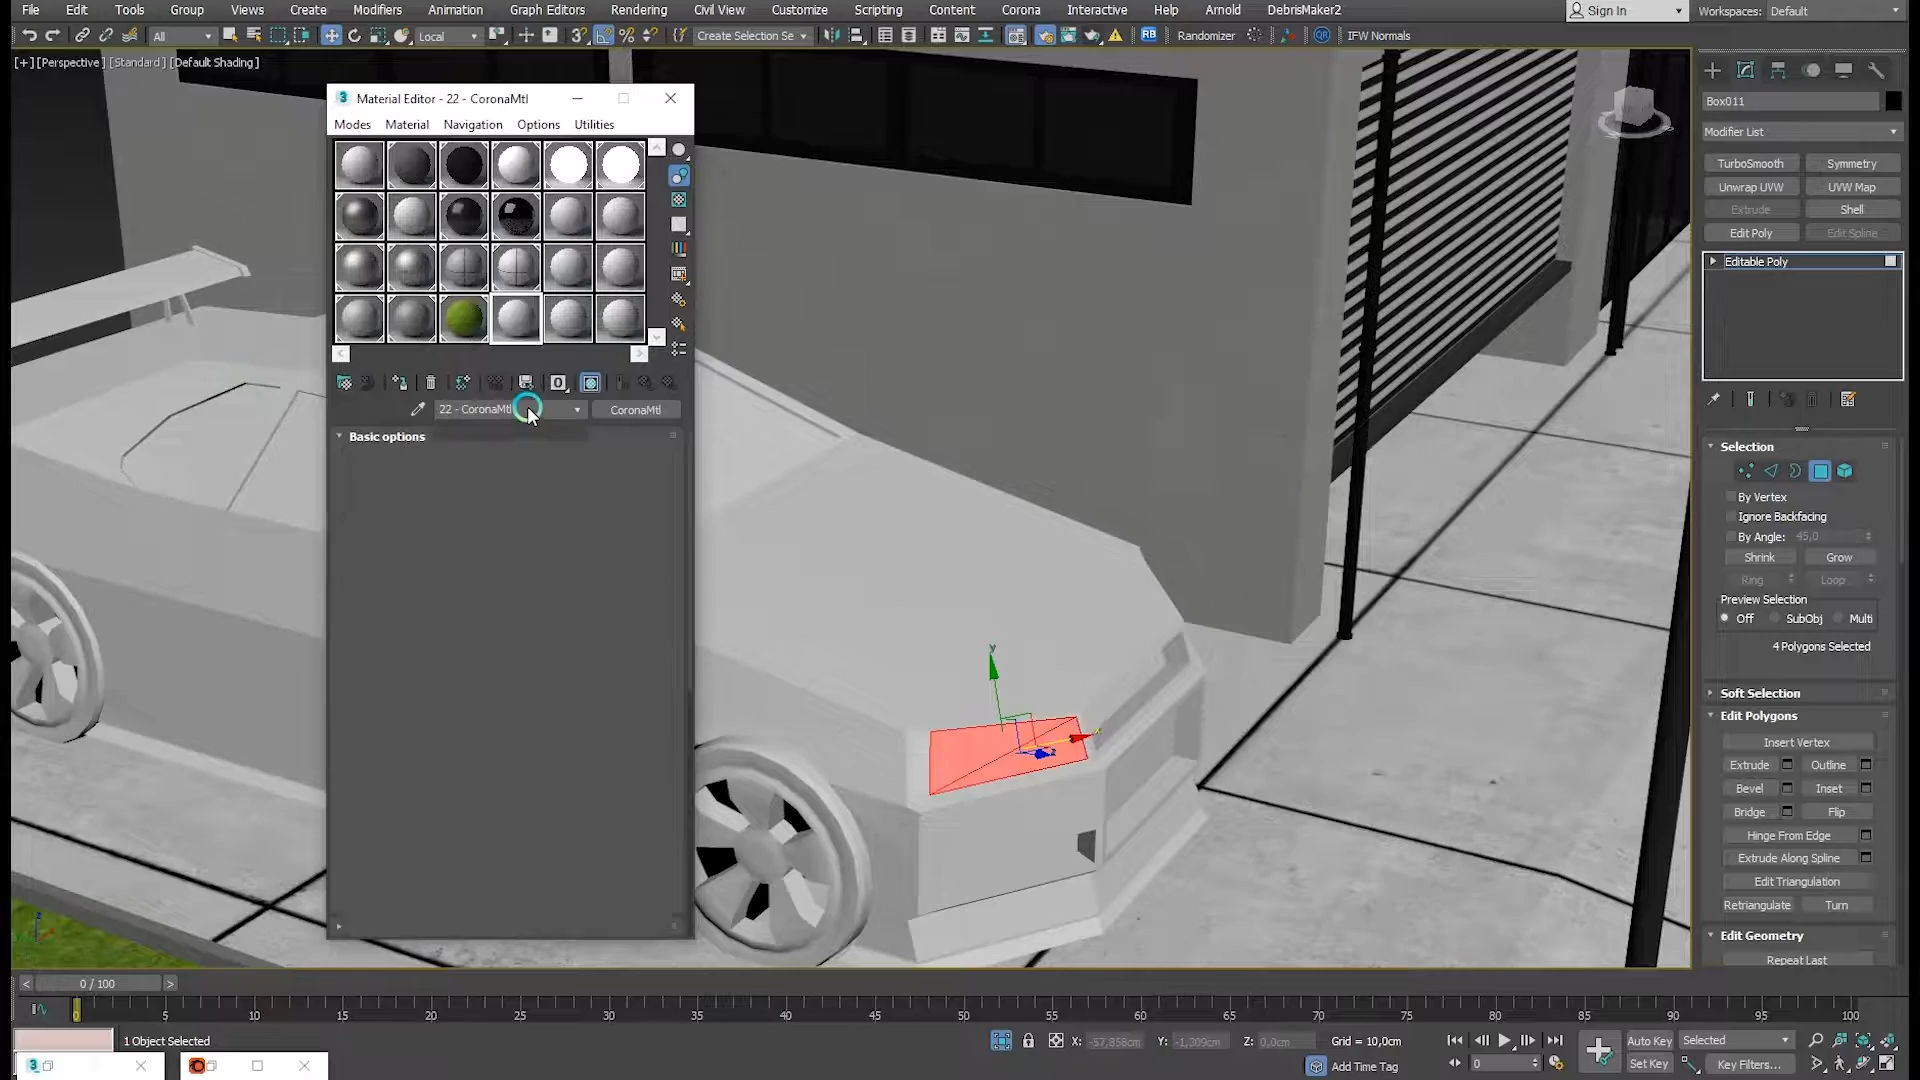 File Edit Tools Group Views Create Modifiers Animation Graph Editors Rendering Civil View Customize Scripting Content Corona Interactive Help Arnold DebrisMaker2 Sign In Workspaces: Default
All Local Create Selection Se RB Randomizer QR IFW Normals
[+] [Perspective ] [Standard ] [Default Shading ]
Material Editor - 22 - CoronaMtl
Modes Material Navigation Options Utilities
22 - CoronaMtl CoronaMtl
Basic options
Box011
Modifier List
TurboSmooth Symmetry
Unwrap UVW UVW Map
Extrude Shell
Edit Poly Edit Spline
Editable Poly
Selection
By Vertex
Ignore Backfacing
By Angle: 45,0
Shrink Grow
Ring Loop
Preview Selection
Off SubObj Multi
4 Polygons Selected
Soft Selection
Edit Polygons
Insert Vertex
Extrude Outline
Bevel Inset
Bridge Flip
Hinge From Edge
Extrude Along Spline
Edit Triangulation
Retriangulate Turn
Edit Geometry
Repeat Last
y
x
z
< 0 / 100 >
0 5 10 15 20 25 30 35 40 45 50 55 60 65 70 75 80 85 90 95 100
1 Object Selected X: -57,858cm Y: -1,309cm Z: 0,0cm Grid = 10,0cm Auto Key Selected
Add Time Tag 0 Set Key Key Filters...